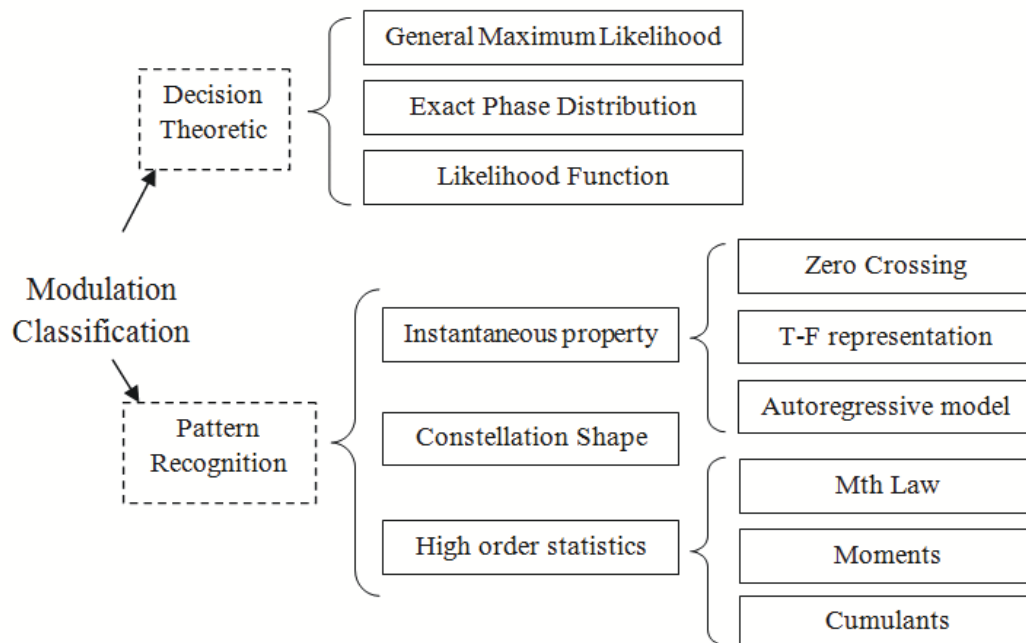 General Maximum Likelihood
Decision
Theoretic
Exact Phase Distribution
Likelihood Function
Modulation
Classification
Zero Crossing
Instantaneous property
T-F representation
Autoregressive model
Pattern
Recognition
Constellation Shape
Mth Law
High order statistics
Moments
Cumulants